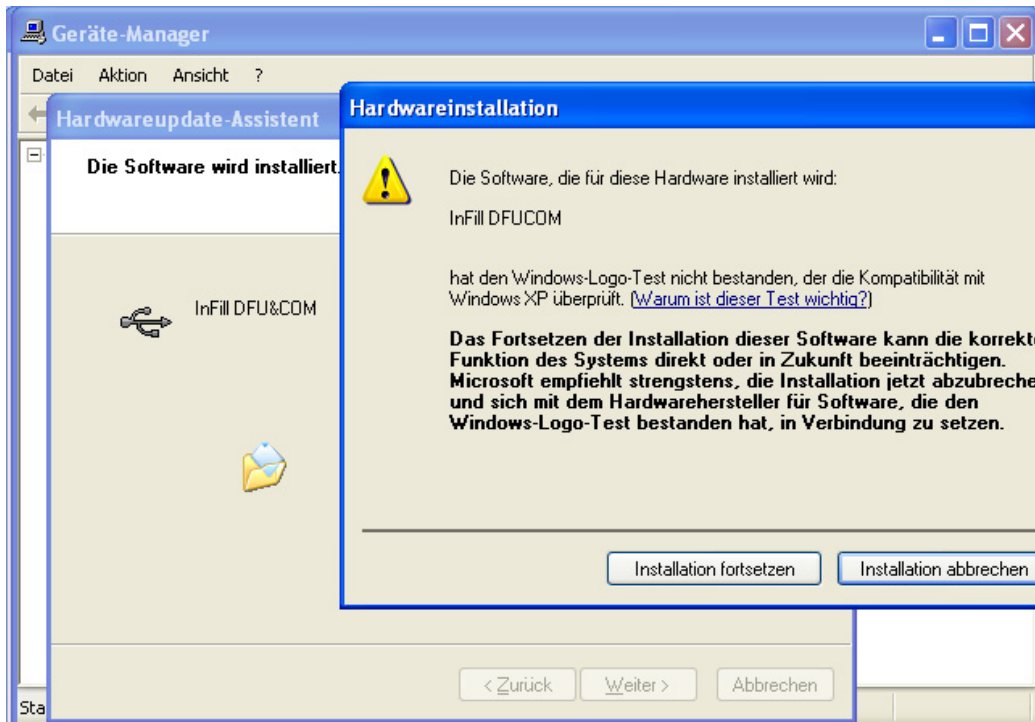 Geräte-Manager
Datei Aktion Ansicht ?
Hardwareupdate-Assistent
Die Software wird installiert.
InFill DFU&COM
Hardwareinstallation
Die Software, die für diese Hardware installiert wird:
InFill DFUCOM
hat den Windows-Logo-Test nicht bestanden, der die Kompatibilität mit
Windows XP überprüft. (Warum ist dieser Test wichtig?)
Das Fortsetzen der Installation dieser Software kann die korrekte
Funktion des Systems direkt oder in Zukunft beeinträchtigen.
Microsoft empfiehlt strengstens, die Installation jetzt abzubreche
und sich mit dem Hardwarehersteller für Software, die den
Windows-Logo-Test bestanden hat, in Verbindung zu setzen.
Installation fortsetzen Installation abbrechen
< Zurück Weiter > Abbrechen
Sta